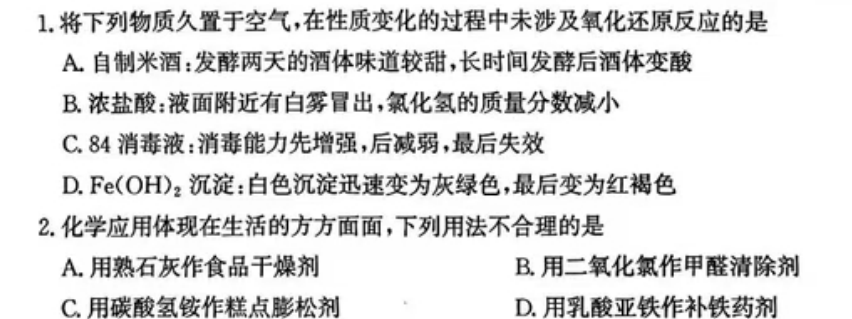 1. 将下列物质久置于空气,在性质变化的过程中未涉及氧化还原反应的是
A. 自制米酒:发酵两天的酒体味道较甜,长时间发酵后酒体变酸
B. 浓盐酸:液面附近有白雾冒出,氯化氢的质量分数减小
C. 84 消毒液:消毒能力先增强,后减弱,最后失效
D. Fe(OH)₂ 沉淀:白色沉淀迅速变为灰绿色,最后变为红褐色
2. 化学应用体现在生活的方方面面,下列用法不合理的是
A. 用熟石灰作食品干燥剂 B. 用二氧化氯作甲醛清除剂
C. 用碳酸氢铵作糕点膨松剂 D. 用乳酸亚铁作补铁药剂